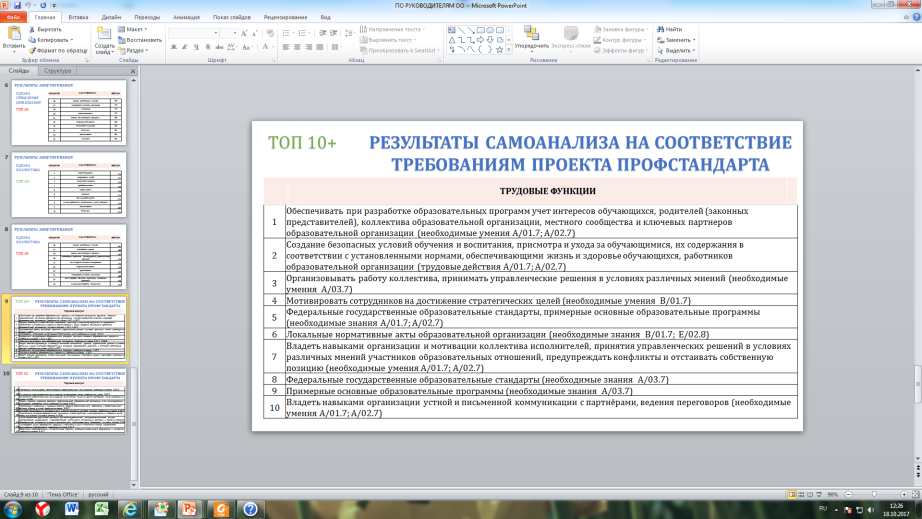 ПО РУКОВОДИТЕЛЯМ ОО - Microsoft PowerPoint
Файл Главная Вставка Дизайн Переходы Анимация Показ слайдов Рецензирование Вид
Вставить
Вырезать
Копировать
Формат по образцу
Буфер обмена
Создать слайд
Макет
Восстановить
Раздел
Слайды
Шрифт
Направление текста
Выровнять текст
Преобразовать в SmartArt
Абзац
Упорядочить
Экспресс-стили
Заливка фигуры
Контур фигуры
Эффекты фигур
Рисование
Найти
Заменить
Выделить
Редактирование
Слайды Структура
6
7
8
9
10
ТОП 10+ РЕЗУЛЬТАТЫ САМОАНАЛИЗА НА СООТВЕТСТВИЕ
ТРЕБОВАНИЯМ ПРОЕКТА ПРОФСТАНДАРТА
ТРУДОВЫЕ ФУНКЦИИ
1 Обеспечивать при разработке образовательных программ учет интересов обучающихся, родителей (законных
представителей), коллектива образовательной организации, местного сообщества и ключевых партнеров
образовательной организации (необходимые умения А/01.7; А/02.7)
2 Создание безопасных условий обучения и воспитания, присмотра и ухода за обучающимися, их содержания в
соответствии с установленными нормами, обеспечивающими жизнь и здоровье обучающихся, работников
образовательной организации (трудовые действия А/01.7; А/02.7)
3 Организовывать работу коллектива, принимать управленческие решения в условиях различных мнений (необходимые
умения А/03.7)
4 Мотивировать сотрудников на достижение стратегических целей (необходимые умения В/01.7)
5 Федеральные государственные образовательные стандарты, примерные основные образовательные программы
(необходимые знания А/01.7; А/02.7)
6 Локальные нормативные акты образовательной организации (необходимые знания В/01.7; Е/02.8)
7 Владеть навыками организации и мотивации коллектива исполнителей, принятия управленческих решений в условиях
различных мнений участников образовательных отношений, предупреждать конфликты и отстаивать собственную
позицию (необходимые умения А/01.7; А/02.7)
8 Федеральные государственные образовательные стандарты (необходимые знания А/03.7)
9 Примерные основные образовательные программы (необходимые знания А/03.7)
10 Владеть навыками организации устной и письменной коммуникации с партнёрами, ведения переговоров (необходимые
умения А/01.7; А/02.7)
Слайд 9 из 10 "Тема Office" русский
98%
RU
12:26
18.10.2017